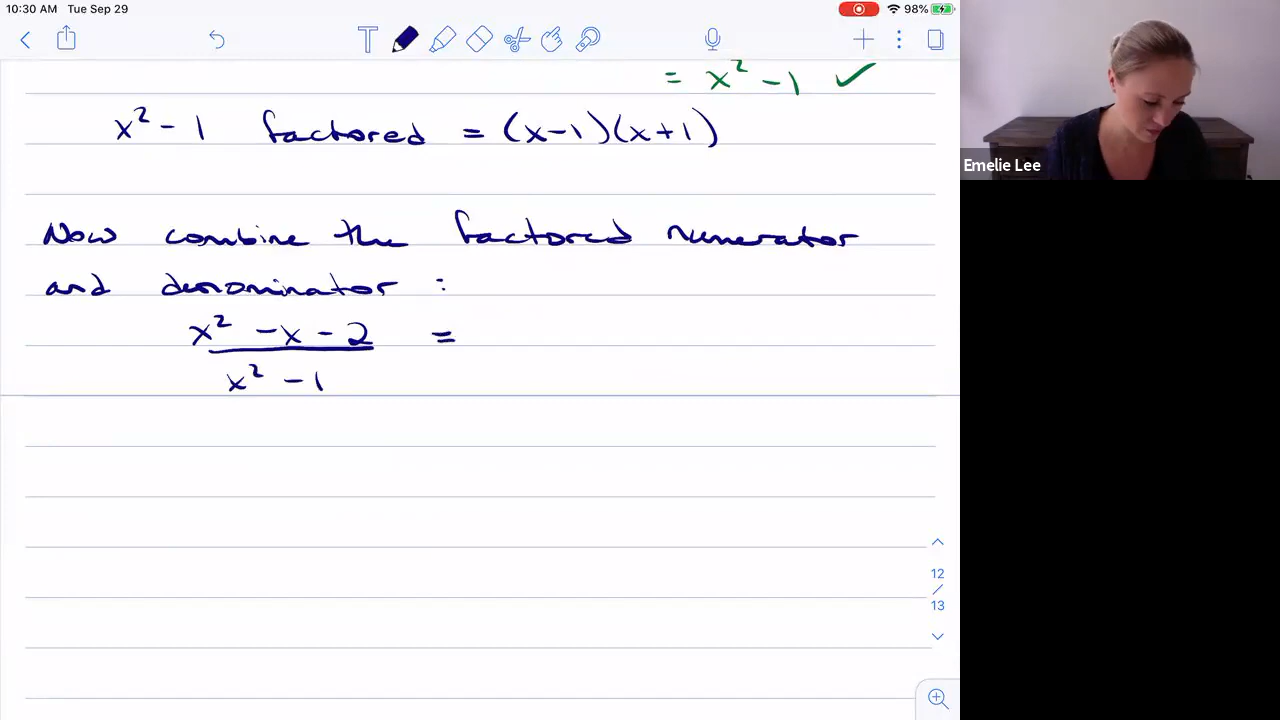 10:30 AM Tue Sep 29
98%
= x² - 1 ✓
x² - 1 factored = (x-1)(x+1)
Emelie Lee
Now combine the factored numerator
and denominator :
x² - x - 2 =
x² - 1
12
/
13